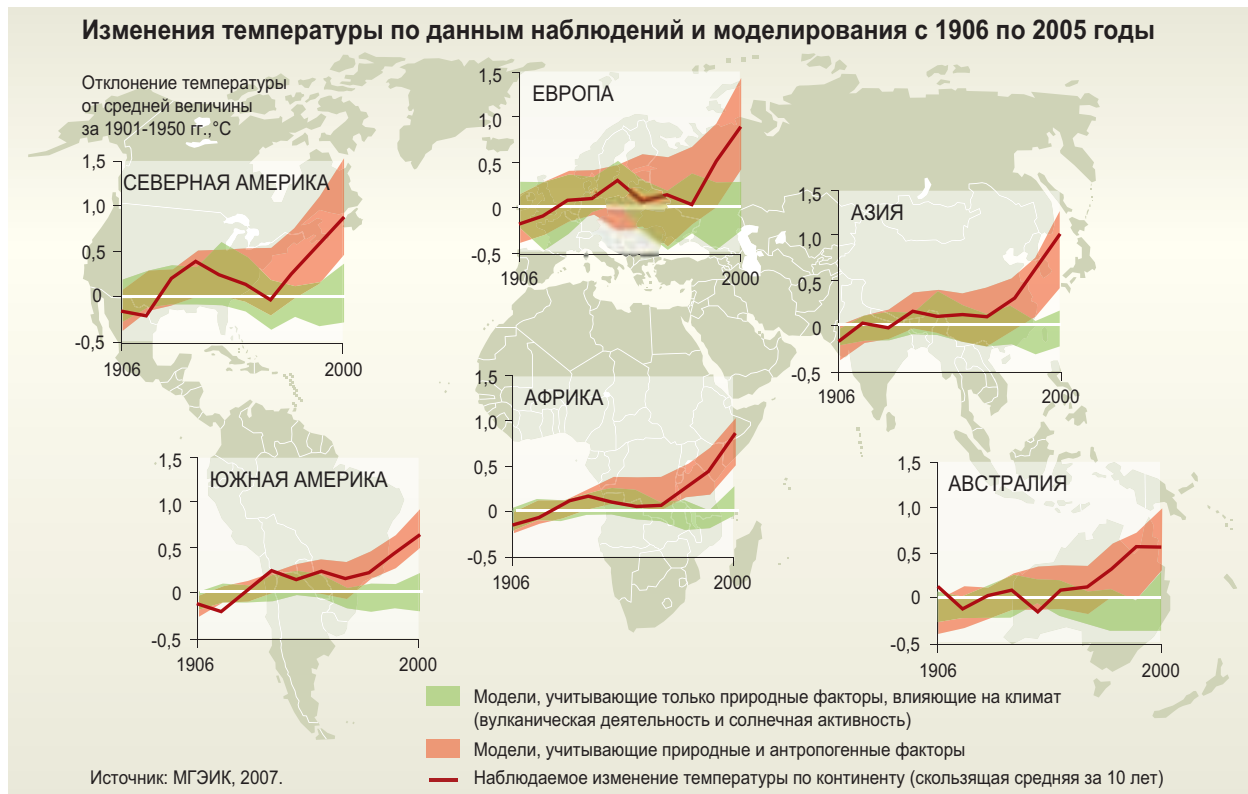 Изменения температуры по данным наблюдений и моделирования с 1906 по 2005 годы
Отклонение температуры
от средней величины
за 1901-1950 гг.,°C
ЕВРОПА
1,5
1,0
0,5
0
-0,5
1906
2000
СЕВЕРНАЯ АМЕРИКА
1,5
1,0
0,5
0
-0,5
1906
2000
АЗИЯ
1,5
1,0
0,5
0
-0,5
1906
2000
АФРИКА
1,5
1,0
0,5
0
-0,5
1906
2000
ЮЖНАЯ АМЕРИКА
1,5
1,0
0,5
0
-0,5
1906
2000
АВСТРАЛИЯ
1,5
1,0
0,5
0
-0,5
1906
2000
Модели, учитывающие только природные факторы, влияющие на климат
(вулканическая деятельность и солнечная активность)
Модели, учитывающие природные и антропогенные факторы
Наблюдаемое изменение температуры по континенту (скользящая средняя за 10 лет)
Источник: МГЭИК, 2007.